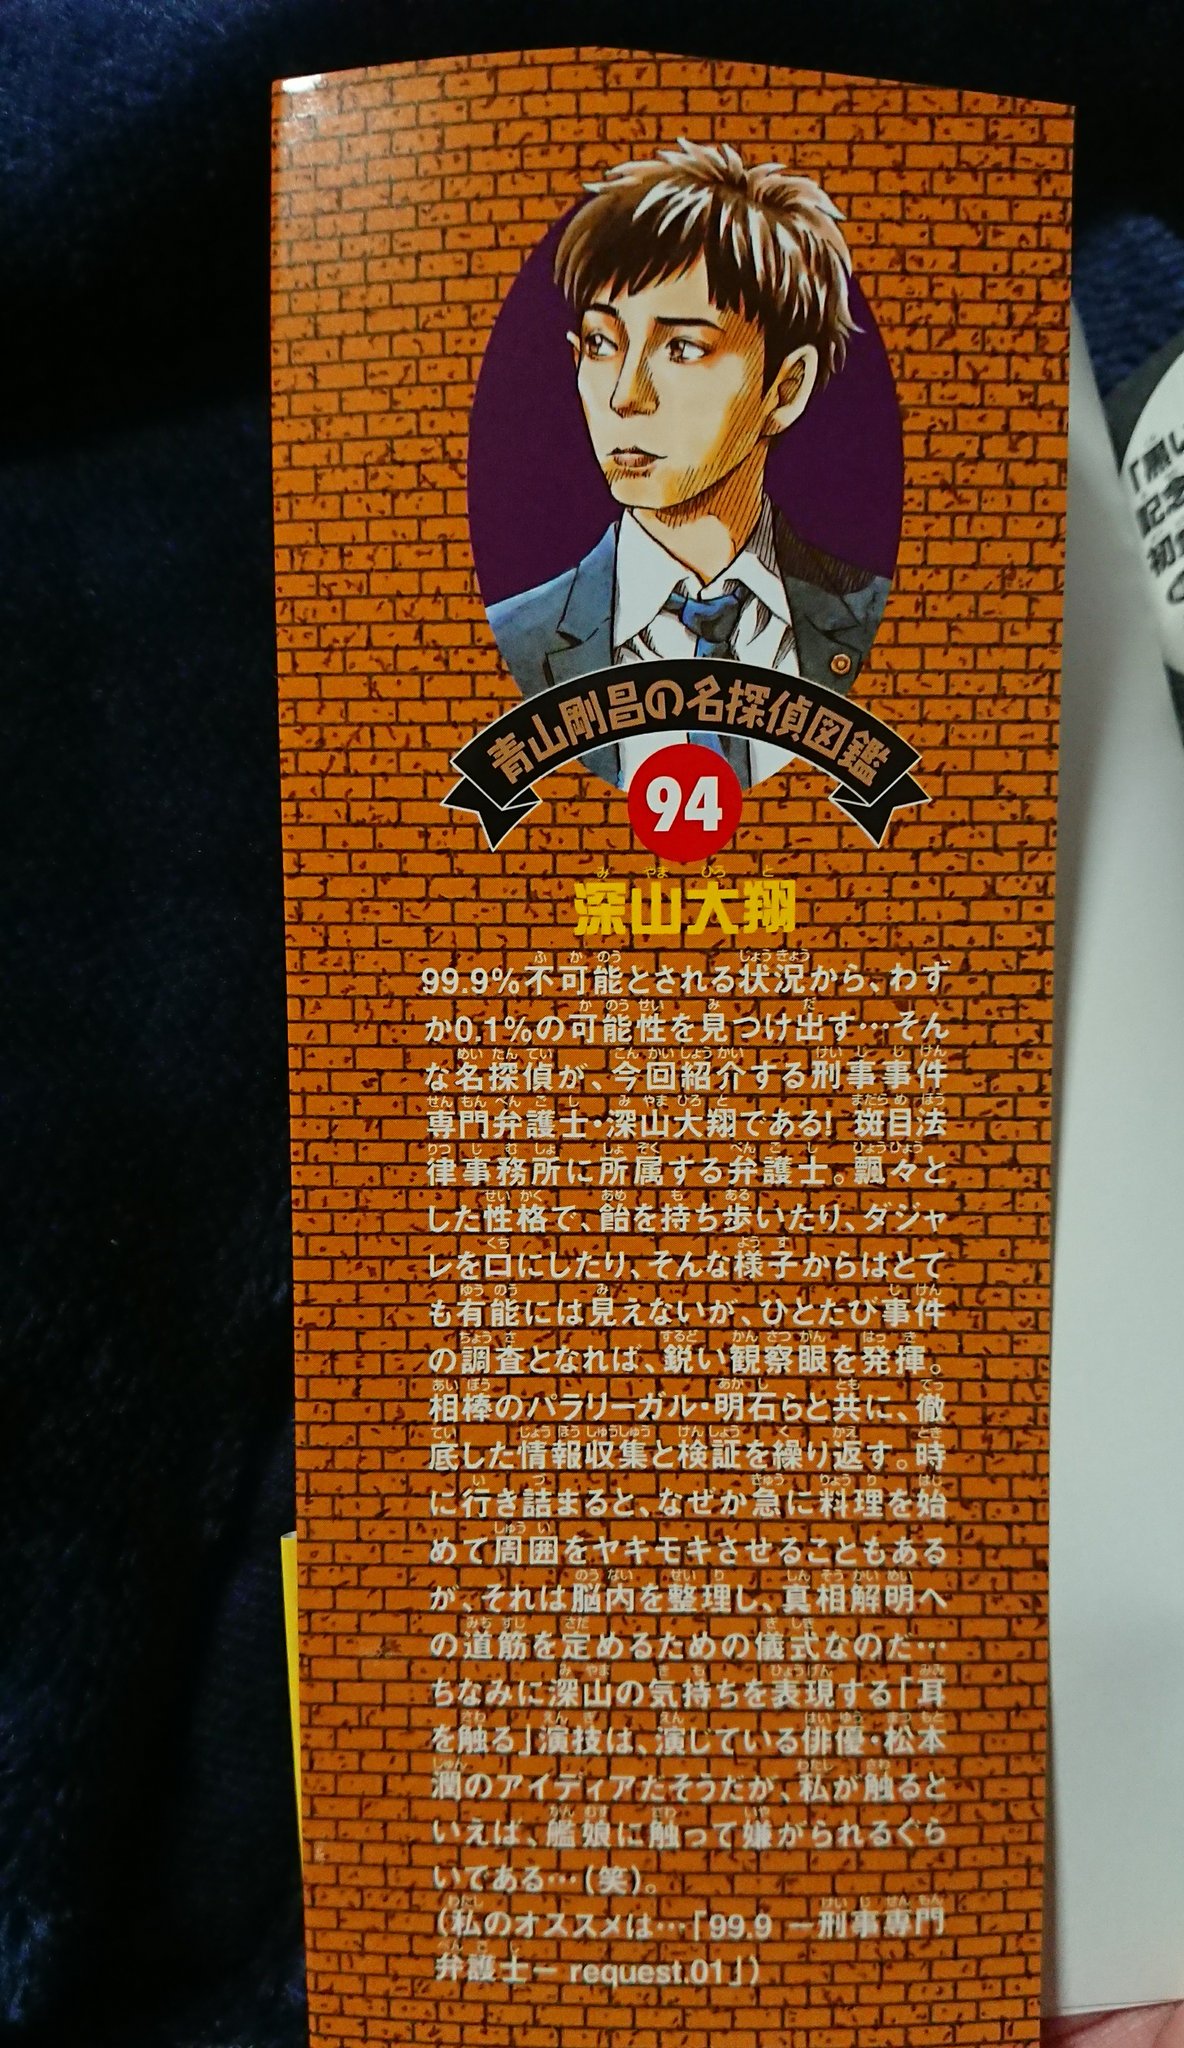 青山剛昌の名探偵図鑑
94
みやまひろと
深山大翔
99.9%不可能とされる状況から、わず
か0.1%の可能性を見つけ出す…そん
な名探偵が、今回紹介する刑事事件
専門弁護士・深山大翔である! 斑目法
律事務所に所属する弁護士。飄々と
した性格で、飴を持ち歩いたり、ダジャ
レを口にしたり、そんな様子からはとて
も有能には見えないが、ひとたび事件
の調査となれば、鋭い観察眼を発揮。
相棒のパラリーガル・明石らと共に、徹
底した情報収集と検証を繰り返す。時
に行き詰まると、なぜか急に料理を始
めて周囲をヤキモキさせることもある
が、それは脳内を整理し、真相解明へ
の道筋を定めるための儀式なのだ…
ちなみに深山の気持ちを表現する「耳
を触る」演技は、演じている俳優・松本
潤のアイディアだそうだが、私が触ると
いえば、艦娘に触って嫌がられるぐら
いである…(笑)。
(私のオススメは…「99.9 ー刑事専門
弁護士ー request.01」)
「黒い
記念
初